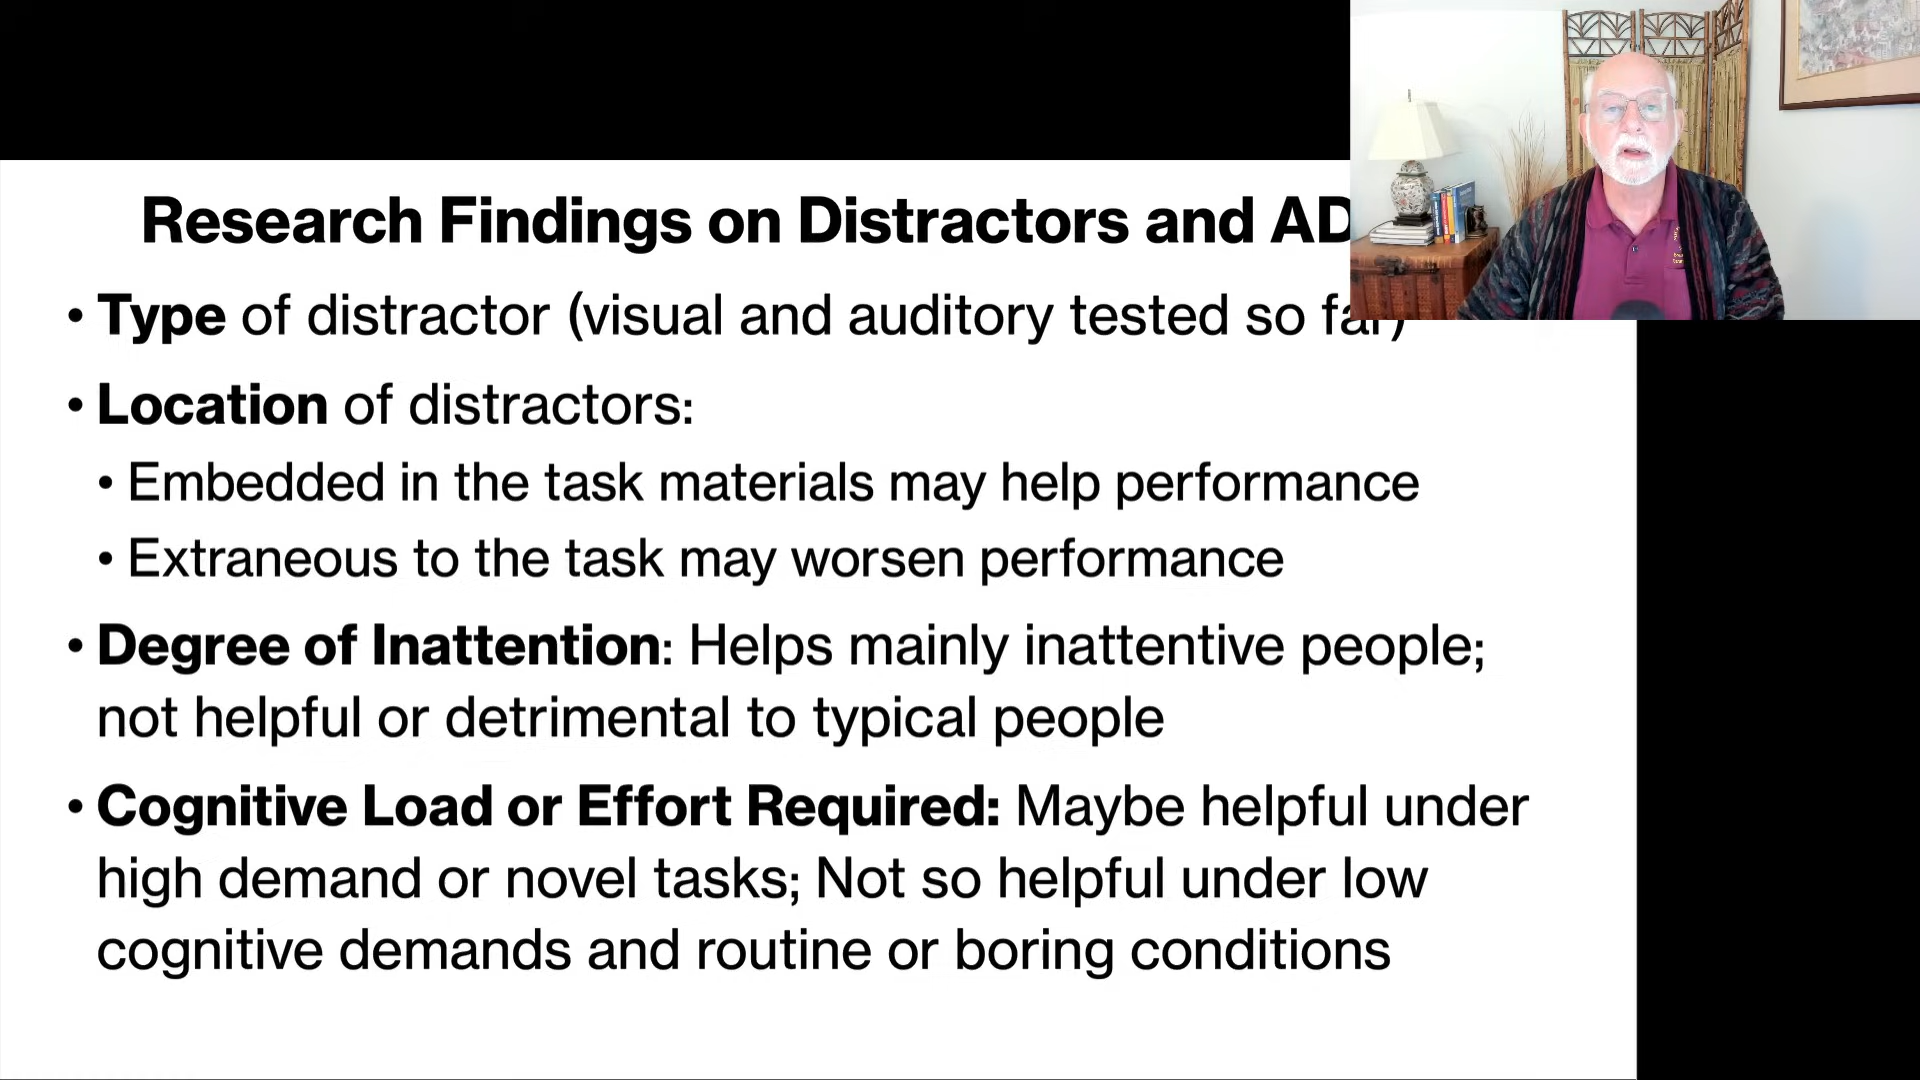 Research Findings on Distractors and AD
• Type of distractor (visual and auditory tested so far)
• Location of distractors:
• Embedded in the task materials may help performance
• Extraneous to the task may worsen performance
• Degree of Inattention: Helps mainly inattentive people;
not helpful or detrimental to typical people
• Cognitive Load or Effort Required: Maybe helpful under
high demand or novel tasks; Not so helpful under low
cognitive demands and routine or boring conditions